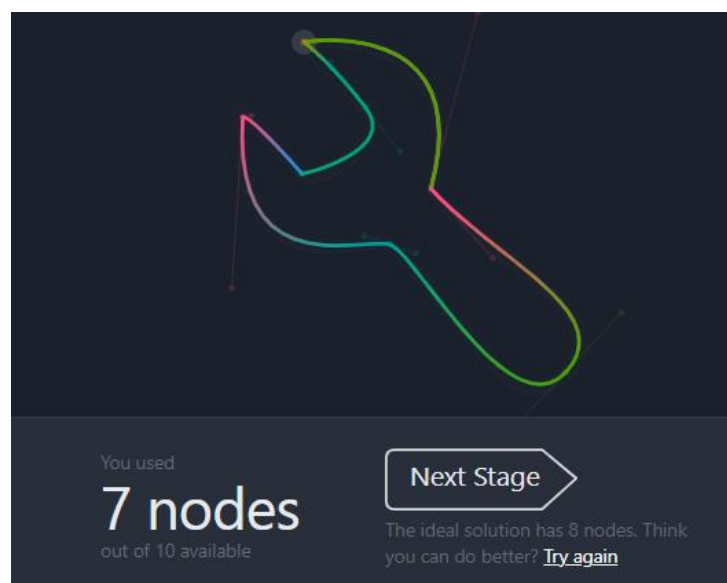 You used
7 nodes
out of 10 available
Next Stage
The ideal solution has 8 nodes. Think
you can do better? Try again